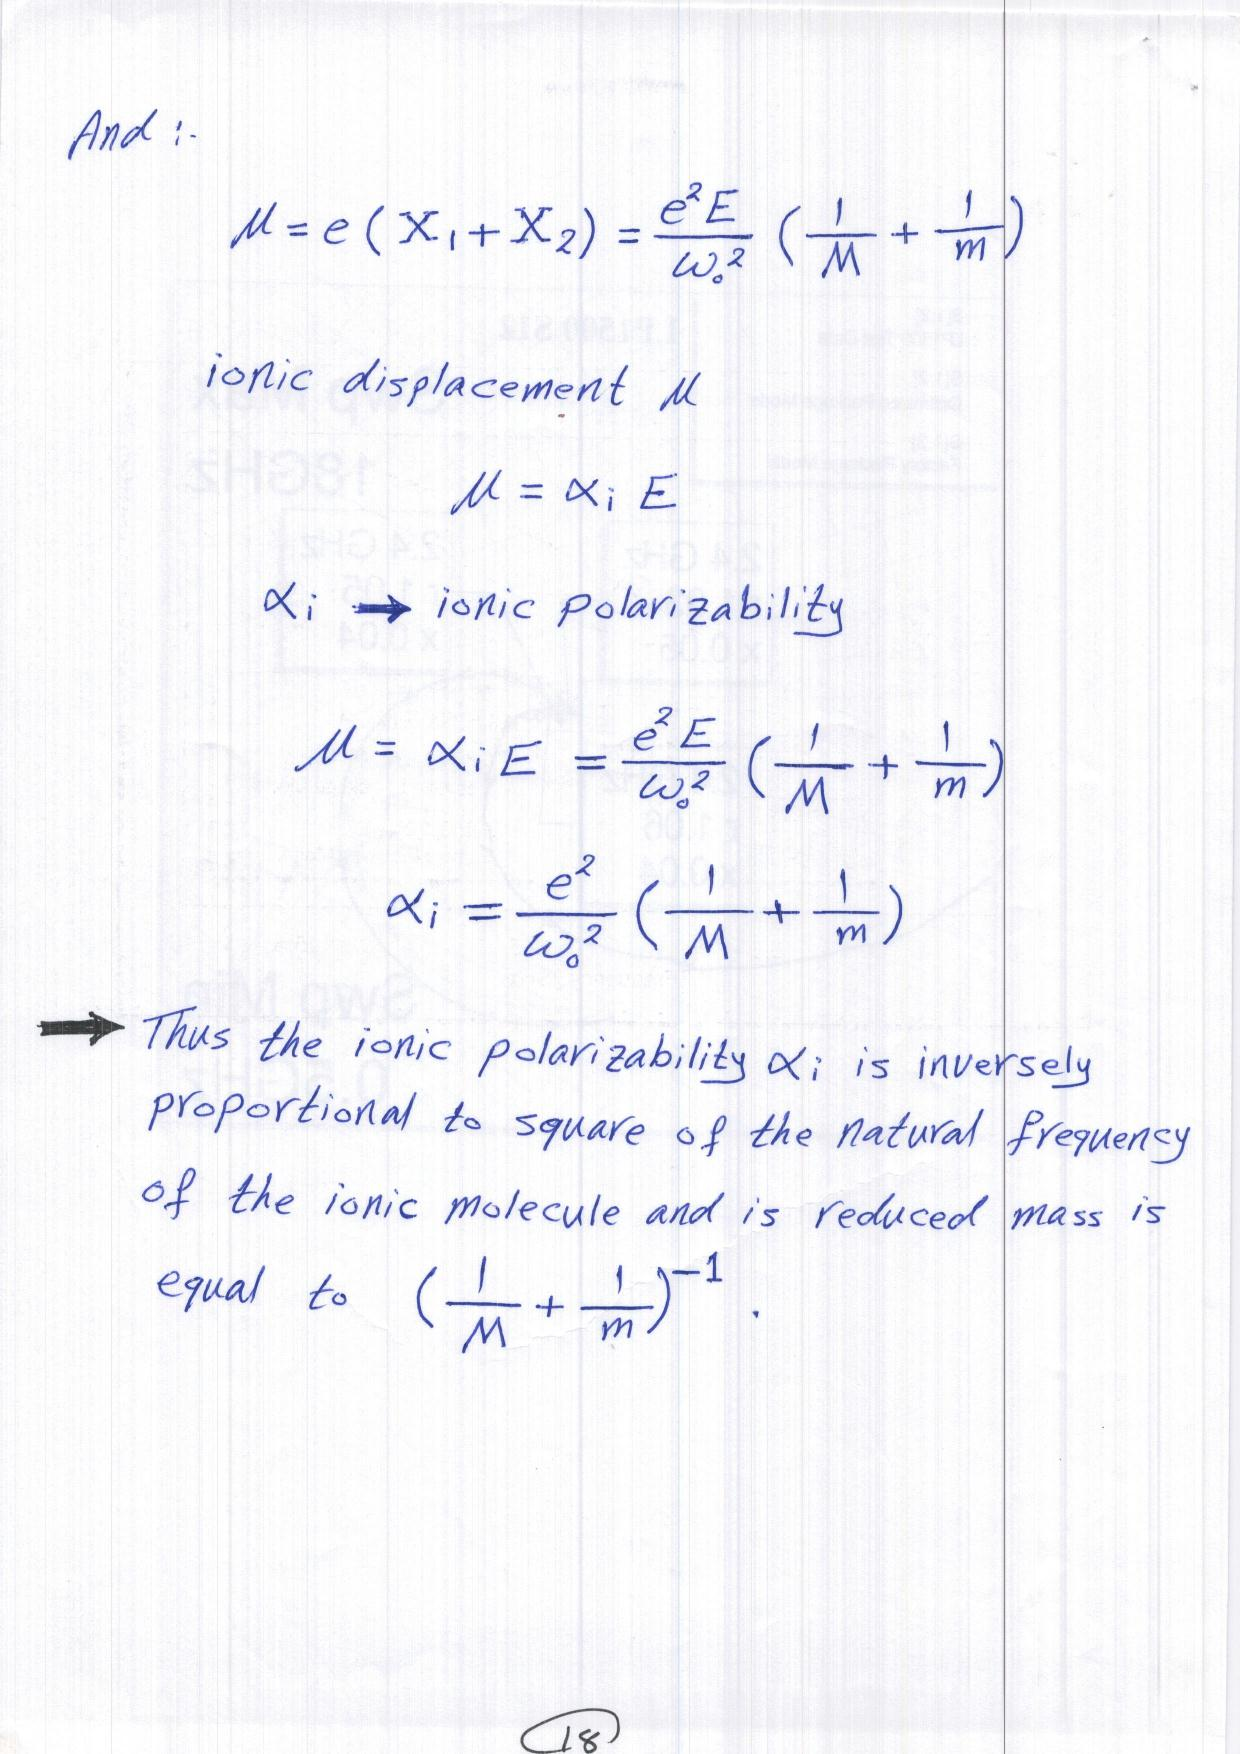 And :-
μ = e ( X₁ + X₂ ) = e²E / ω₀² ( 1/M + 1/m )
ionic displacement μ
μ = αᵢ E
αᵢ → ionic polarizability
μ = αᵢ E = e²E / ω₀² ( 1/M + 1/m )
αᵢ = e² / ω₀² ( 1/M + 1/m )
→ Thus the ionic polarizability αᵢ is inversely
proportional to square of the natural frequency
of the ionic molecule and is reduced mass is
equal to ( 1/M + 1/m )⁻¹ .
18